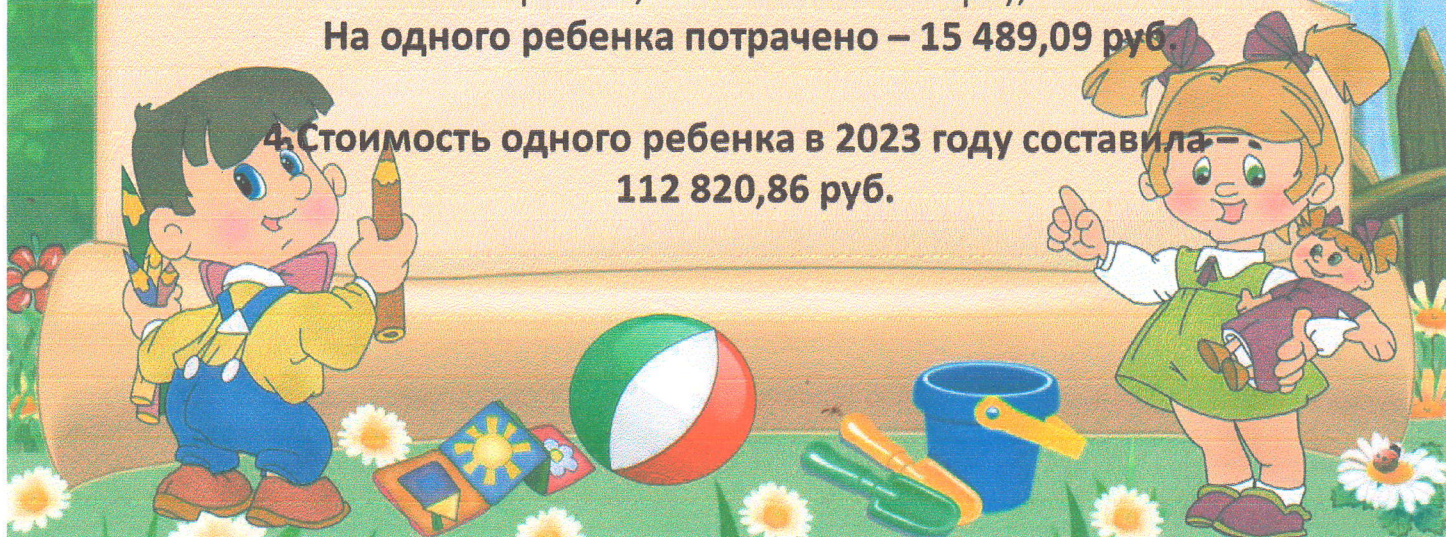 На одного ребенка потрачено – 15 489,09 руб.
4.Стоимость одного ребенка в 2023 году составила –
112 820,86 руб.